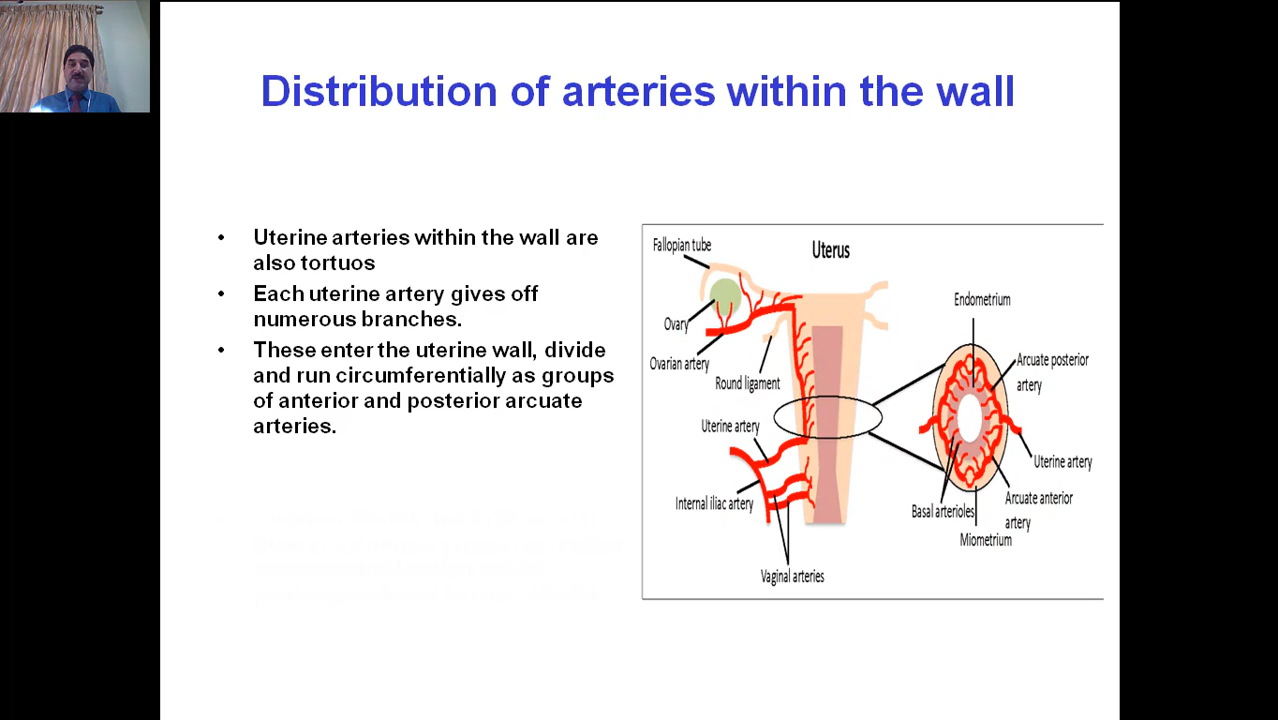 Distribution of arteries within the wall
• Uterine arteries within the wall are
also tortuos
• Each uterine artery gives off
numerous branches.
• These enter the uterine wall, divide
and run circumferentially as groups
of anterior and posterior arcuate
arteries.
Uterus
Fallopian tube
Ovary
Ovarian artery
Round ligament
Uterine artery
Internal iliac artery
Vaginal arteries
Endometrium
Arcuate posterior
artery
Uterine artery
Arcuate anterior
artery
Basal arterioles
Miometrium